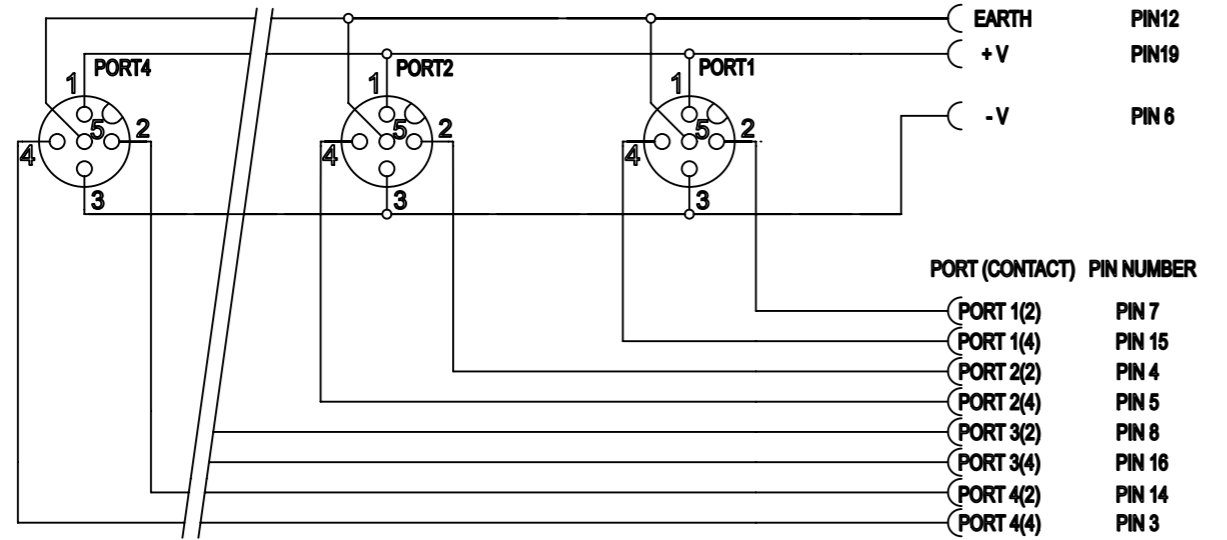 EARTH PIN12
+V PIN19
PORT4 PORT2 PORT1
1 1 1
-V PIN 6
5 2 5 2 5 2
4 4 4
3 3 3
PORT (CONTACT) PIN NUMBER
PORT 1(2) PIN 7
PORT 1(4) PIN 15
PORT 2(2) PIN 4
PORT 2(4) PIN 5
PORT 3(2) PIN 8
PORT 3(4) PIN 16
PORT 4(2) PIN 14
PORT 4(4) PIN 3